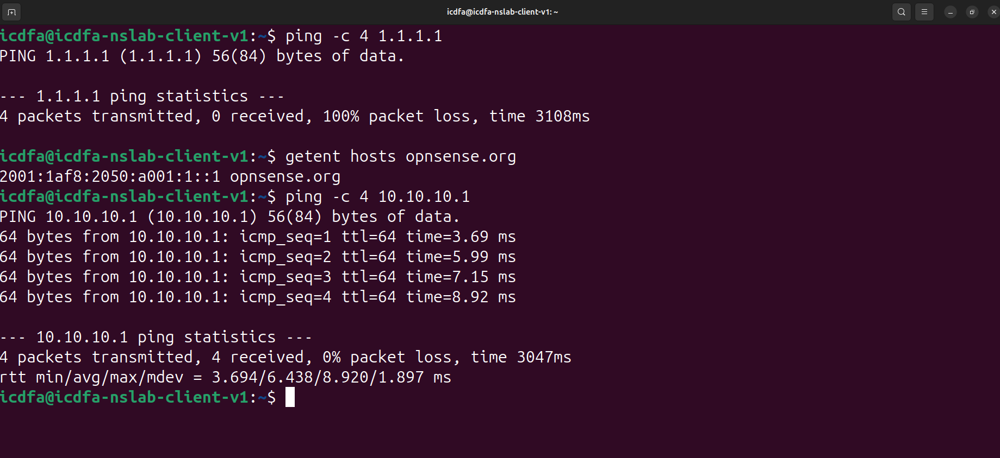 icdfa@icdfa-nslab-client-v1: ~
icdfa@icdfa-nslab-client-v1:~$ ping -c 4 1.1.1.1
PING 1.1.1.1 (1.1.1.1) 56(84) bytes of data.
--- 1.1.1.1 ping statistics ---
4 packets transmitted, 0 received, 100% packet loss, time 3108ms
icdfa@icdfa-nslab-client-v1:~$ getent hosts opnsense.org
2001:1af8:2050:a001:1::1 opnsense.org
icdfa@icdfa-nslab-client-v1:~$ ping -c 4 10.10.10.1
PING 10.10.10.1 (10.10.10.1) 56(84) bytes of data.
64 bytes from 10.10.10.1: icmp_seq=1 ttl=64 time=3.69 ms
64 bytes from 10.10.10.1: icmp_seq=2 ttl=64 time=5.99 ms
64 bytes from 10.10.10.1: icmp_seq=3 ttl=64 time=7.15 ms
64 bytes from 10.10.10.1: icmp_seq=4 ttl=64 time=8.92 ms
--- 10.10.10.1 ping statistics ---
4 packets transmitted, 4 received, 0% packet loss, time 3047ms
rtt min/avg/max/mdev = 3.694/6.438/8.920/1.897 ms
icdfa@icdfa-nslab-client-v1:~$